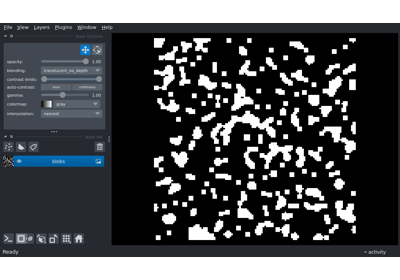 File View Layers Plugins Window Help
opacity: 1.00
blending: translucent_no_depth
contrast limits:
auto-contrast: once continuous
gamma: 1.00
colormap: gray
interpolation: nearest
blobs
Ready activity